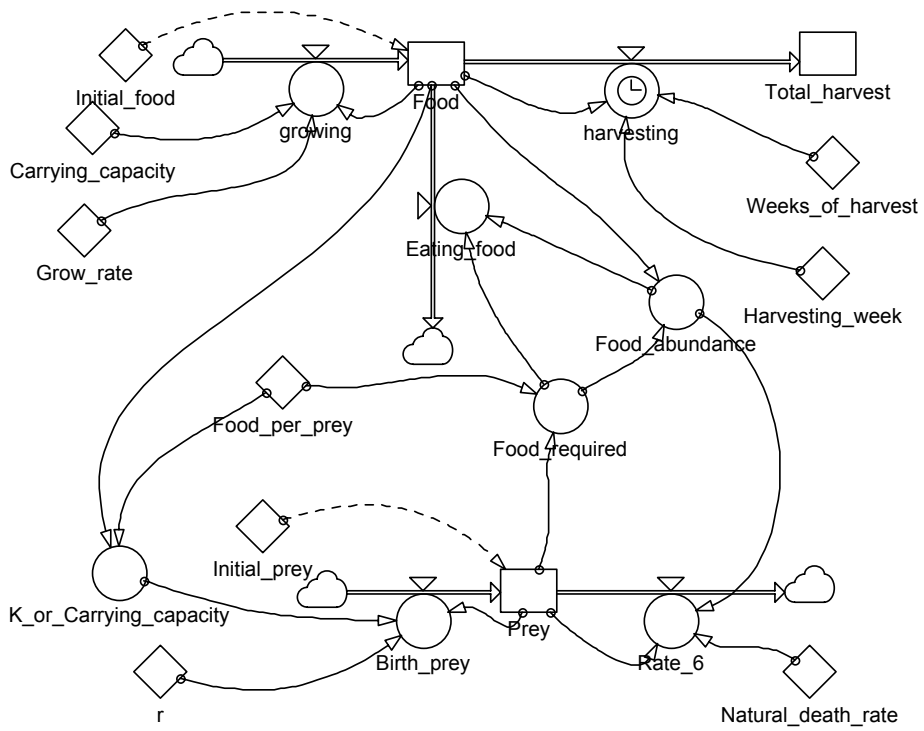 Initial_food
Food
Total_harvest
growing
harvesting
Carrying_capacity
Weeks_of_harvest
Grow_rate
Eating_food
Harvesting_week
Food_abundance
Food_per_prey
Food_required
Initial_prey
K_or_Carrying_capacity
Prey
Birth_prey
Rate_6
r
Natural_death_rate